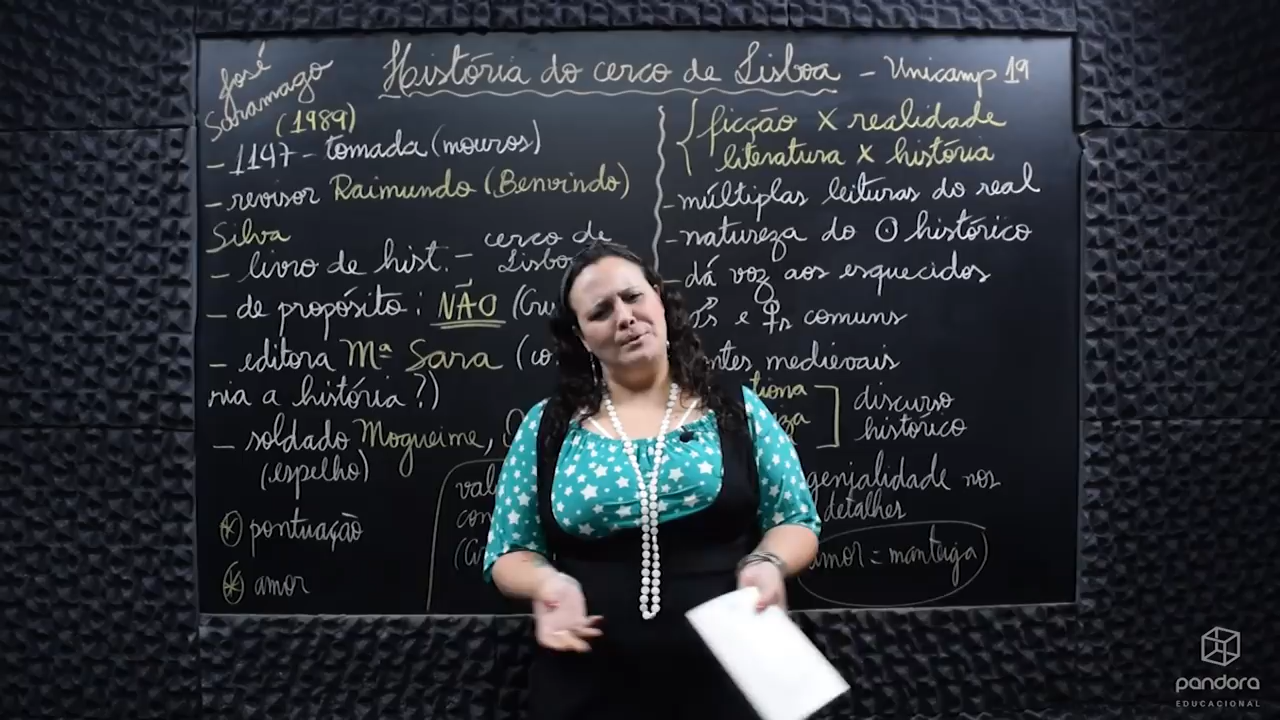 José
Saramago
(1989)
História do cerco de Lisboa - Unicamp 19
- 1147 - tomada (mouros)
- revisor Raimundo (Benvindo)
Silva
- livro de hist. - cerco de
Lisboa
- de propósito: NÃO
- editora Mª Sara
ria a história?)
- soldado Mogueime,
(espelho)
* pontuação
* amor
ficção X realidade
literatura X história
- múltiplas leituras do real
- natureza do O histórico
- dá voz aos esquecidos
e ♀s comuns
medievais
discurso
histórico
genialidade nos
detalhes
amor = manteiga
pandora
EDUCACIONAL